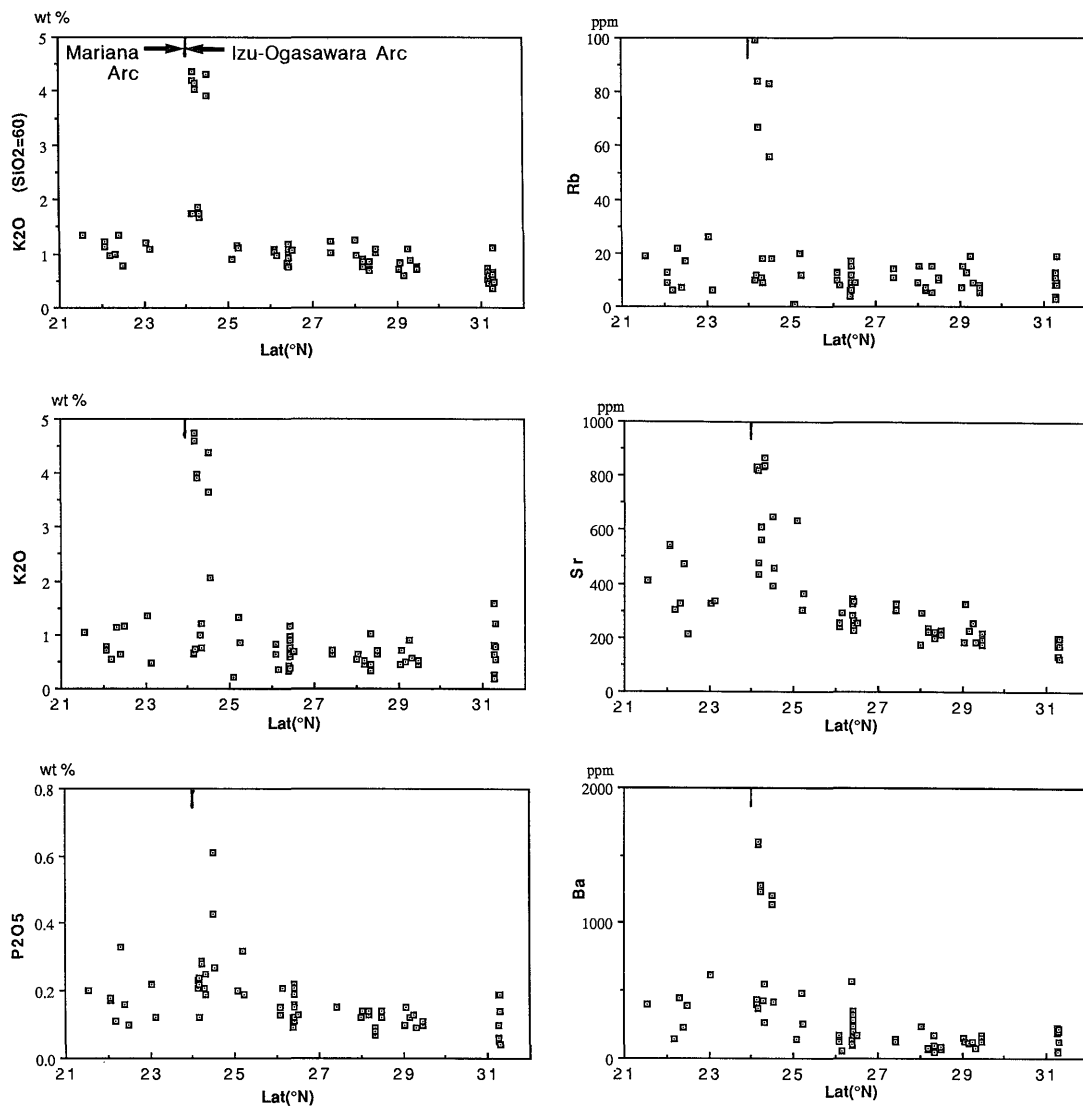 wt %
5
4
3
2
1
0
K2O (SiO2=60)
Mariana
Arc
Izu-Ogasawara Arc
21 23 25 27 29 31
Lat(°N)
ppm
100
80
60
40
20
0
Rb
21 23 25 27 29 31
Lat(°N)
wt %
5
4
3
2
1
0
K2O
21 23 25 27 29 31
Lat(°N)
ppm
1000
800
600
400
200
0
Sr
21 23 25 27 29 31
Lat(°N)
wt %
0.8
0.6
0.4
0.2
0.0
P2O5
21 23 25 27 29 31
Lat(°N)
ppm
2000
1000
0
Ba
21 23 25 27 29 31
Lat(°N)